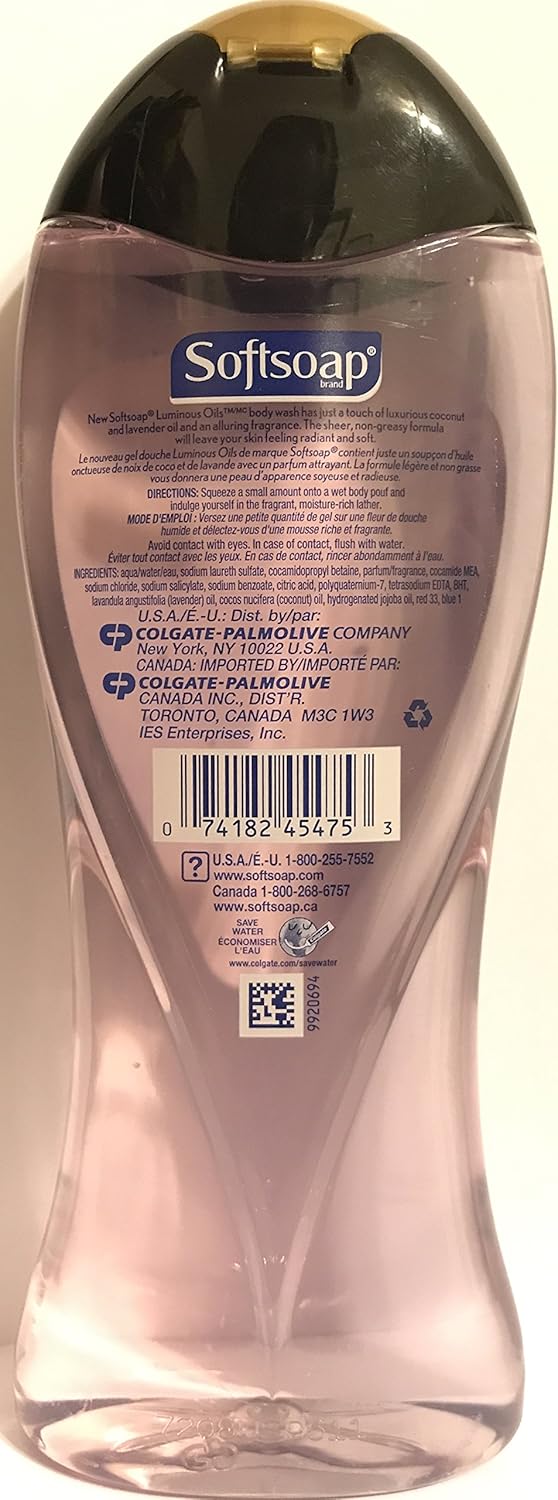 Softsoap®
brand
New Softsoap® Luminous Oils™/MC body wash has just a touch of luxurious coconut
and lavender oil and an alluring fragrance. The sheer, non-greasy formula
will leave your skin feeling radiant and soft.
Le nouveau gel douche Luminous Oils de marque Softsoap® contient juste un soupçon d'huile
onctueuse de noix de coco et de lavande avec un parfum attrayant. La formule légère et non grasse
vous donnera une peau d'apparence soyeuse et radieuse.
DIRECTIONS: Squeeze a small amount onto a wet body pouf and
indulge yourself in the fragrant, moisture-rich lather.
MODE D'EMPLOI : Versez une petite quantité de gel sur une fleur de douche
humide et délectez-vous d'une mousse riche et fragrante.
Avoid contact with eyes. In case of contact, flush with water.
Éviter tout contact avec les yeux. En cas de contact, rincer abondamment à l'eau.
INGREDIENTS: aqua/water/eau, sodium laureth sulfate, cocamidopropyl betaine, parfum/fragrance, cocamide MEA,
sodium chloride, sodium salicylate, sodium benzoate, citric acid, polyquaternium-7, tetrasodium EDTA, BHT,
lavandula angustifolia (lavender) oil, cocos nucifera (coconut) oil, hydrogenated jojoba oil, red 33, blue 1
U.S.A./É.-U.: Dist. by/par:
COLGATE-PALMOLIVE COMPANY
New York, NY 10022 U.S.A.
CANADA: IMPORTED BY/IMPORTÉ PAR:
COLGATE-PALMOLIVE
CANADA INC., DIST'R.
TORONTO, CANADA M3C 1W3
IES Enterprises, Inc.
0 74182 45475 3
? U.S.A./É.-U. 1-800-255-7552
www.softsoap.com
Canada 1-800-268-6757
www.softsoap.ca
SAVE
WATER
ÉCONOMISER
L'EAU
www.colgate.com/savewater
9920694